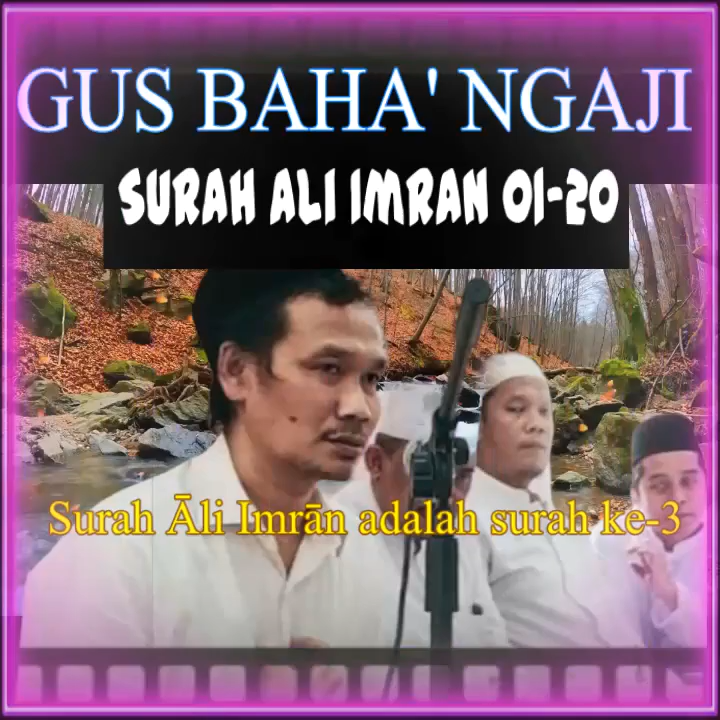 GUS BAHA' NGAJI
SURAH ALI IMRAN 01-20
Surah Āli Imrān adalah surah ke-3